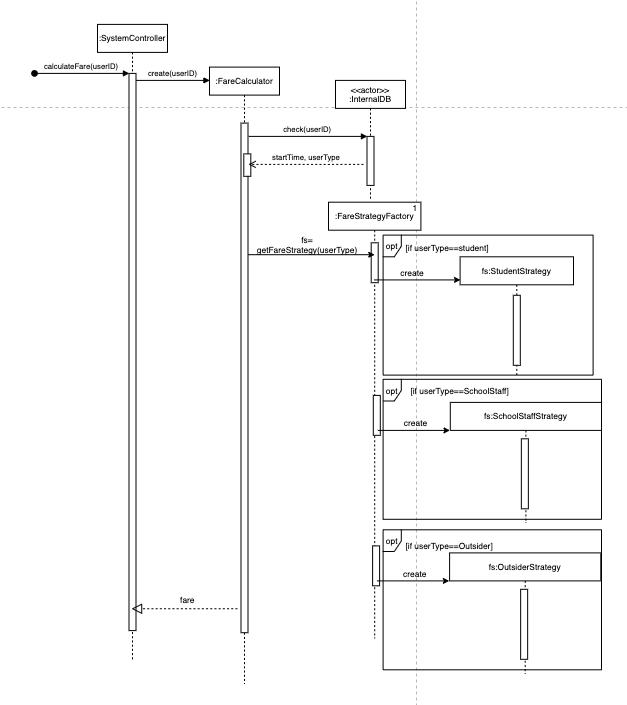 :SystemController
calculateFare(userID)
create(userID)
:FareCalculator
<<actor>>
:InternalDB
check(userID)
startTime, userType
1
:FareStrategyFactory
fs=
getFareStrategy(userType)
opt
[if userType==student]
create
fs:StudentStrategy
opt
[if userType==SchoolStaff]
create
fs:SchoolStaffStrategy
opt
[if userType==Outsider]
create
fs:OutsiderStrategy
fare